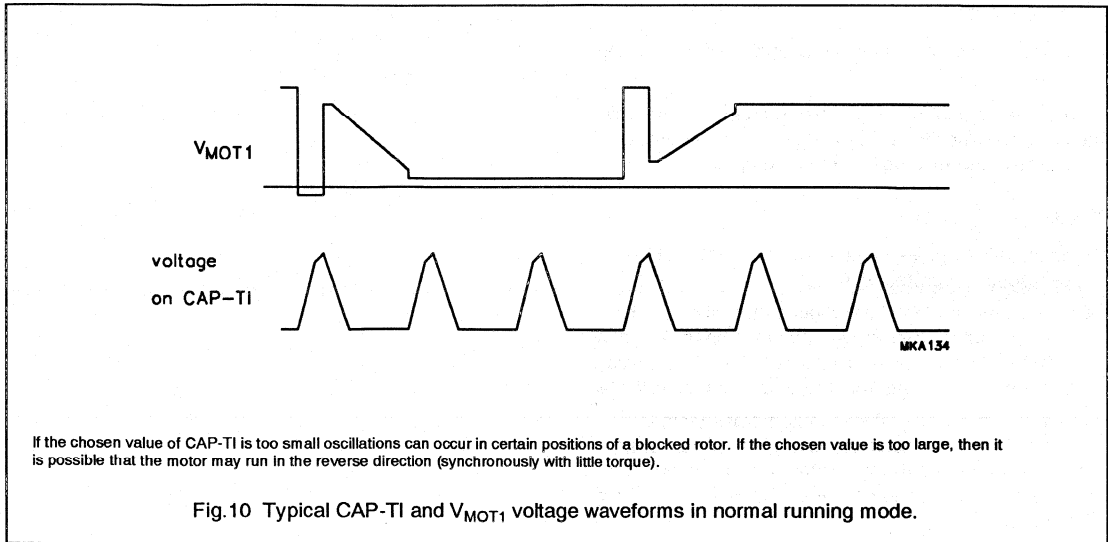 VMOT1
voltage
on CAP-TI
MKA134
If the chosen value of CAP-TI is too small oscillations can occur in certain positions of a blocked rotor. If the chosen value is too large, then it
is possible that the motor may run in the reverse direction (synchronously with little torque).
Fig.10 Typical CAP-TI and VMOT1 voltage waveforms in normal running mode.